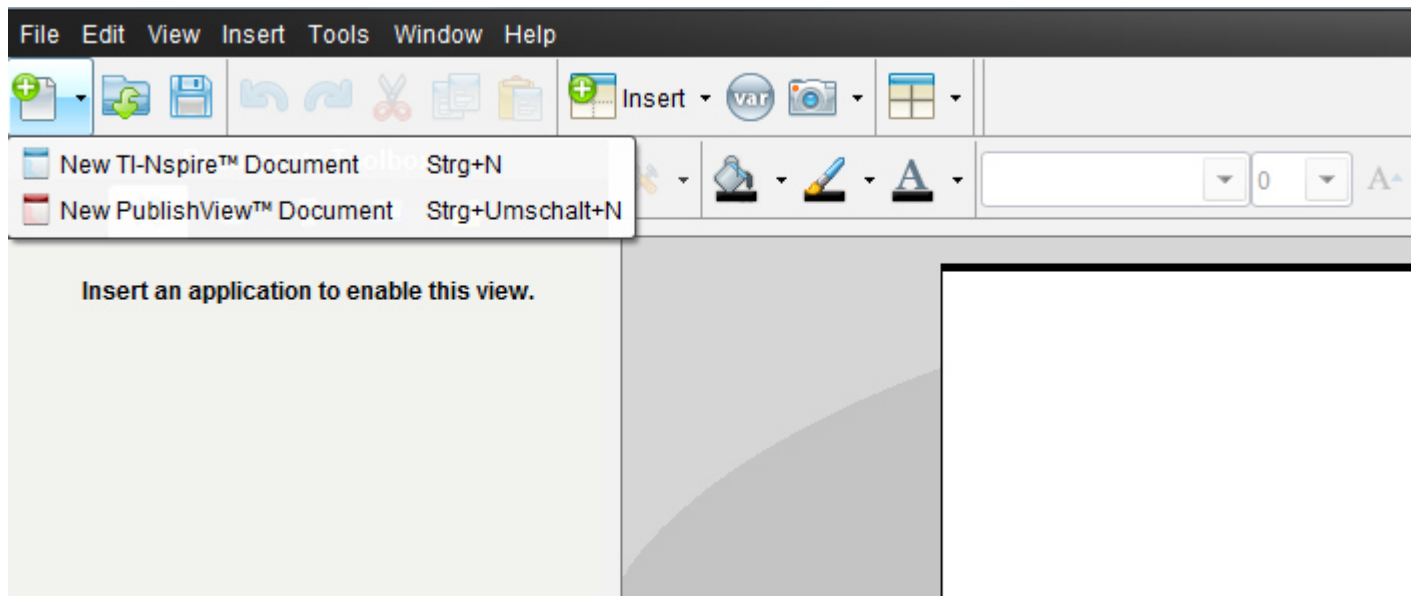 File Edit View Insert Tools Window Help
Insert var
New TI-Nspire™ Document Strg+N
New PublishView™ Document Strg+Umschalt+N
A 0 A
Insert an application to enable this view.